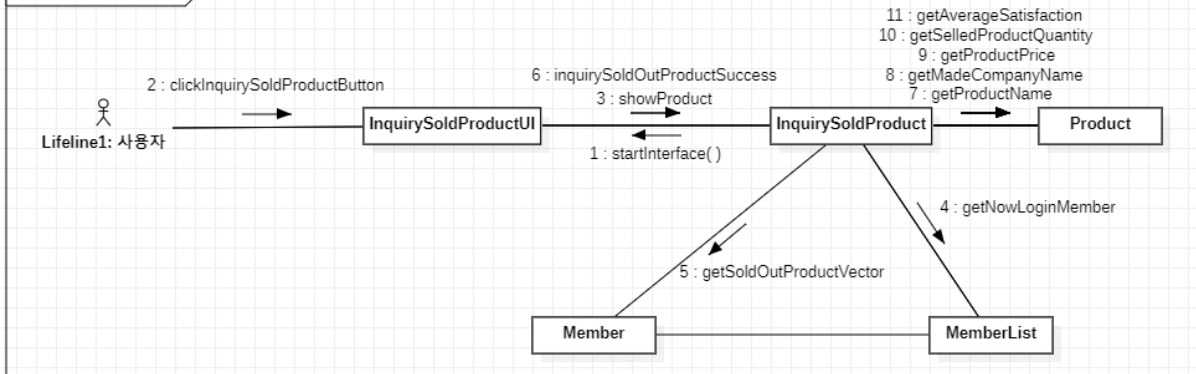 11 : getAverageSatisfaction
10 : getSelledProductQuantity
9 : getProductPrice
8 : getMadeCompanyName
7 : getProductName
6 : inquirySoldOutProductSuccess
3 : showProduct
2 : clickInquirySoldProductButton
Lifeline1: 사용자
InquirySoldProductUI
InquirySoldProduct
Product
1 : startInterface( )
4 : getNowLoginMember
5 : getSoldOutProductVector
Member
MemberList